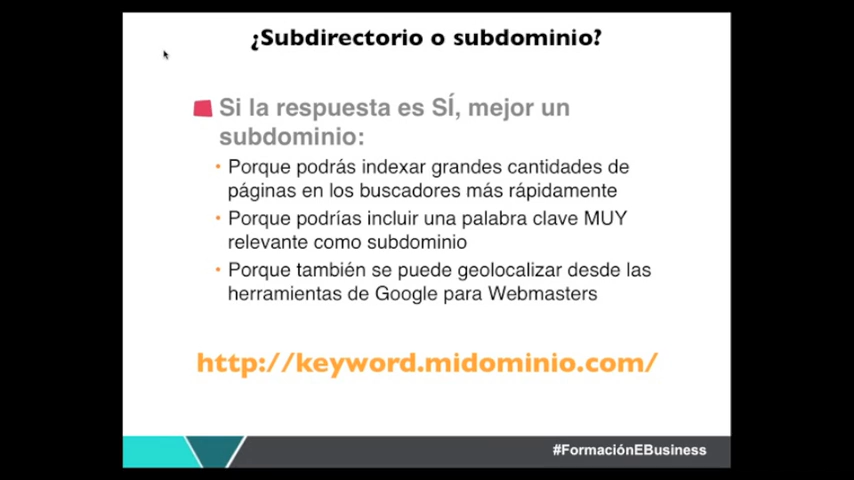 ¿Subdirectorio o subdominio?
Si la respuesta es SÍ, mejor un
subdominio:
• Porque podrás indexar grandes cantidades de
páginas en los buscadores más rápidamente
• Porque podrías incluir una palabra clave MUY
relevante como subdominio
• Porque también se puede geolocalizar desde las
herramientas de Google para Webmasters
http://keyword.midominio.com/
#FormaciónEBusiness